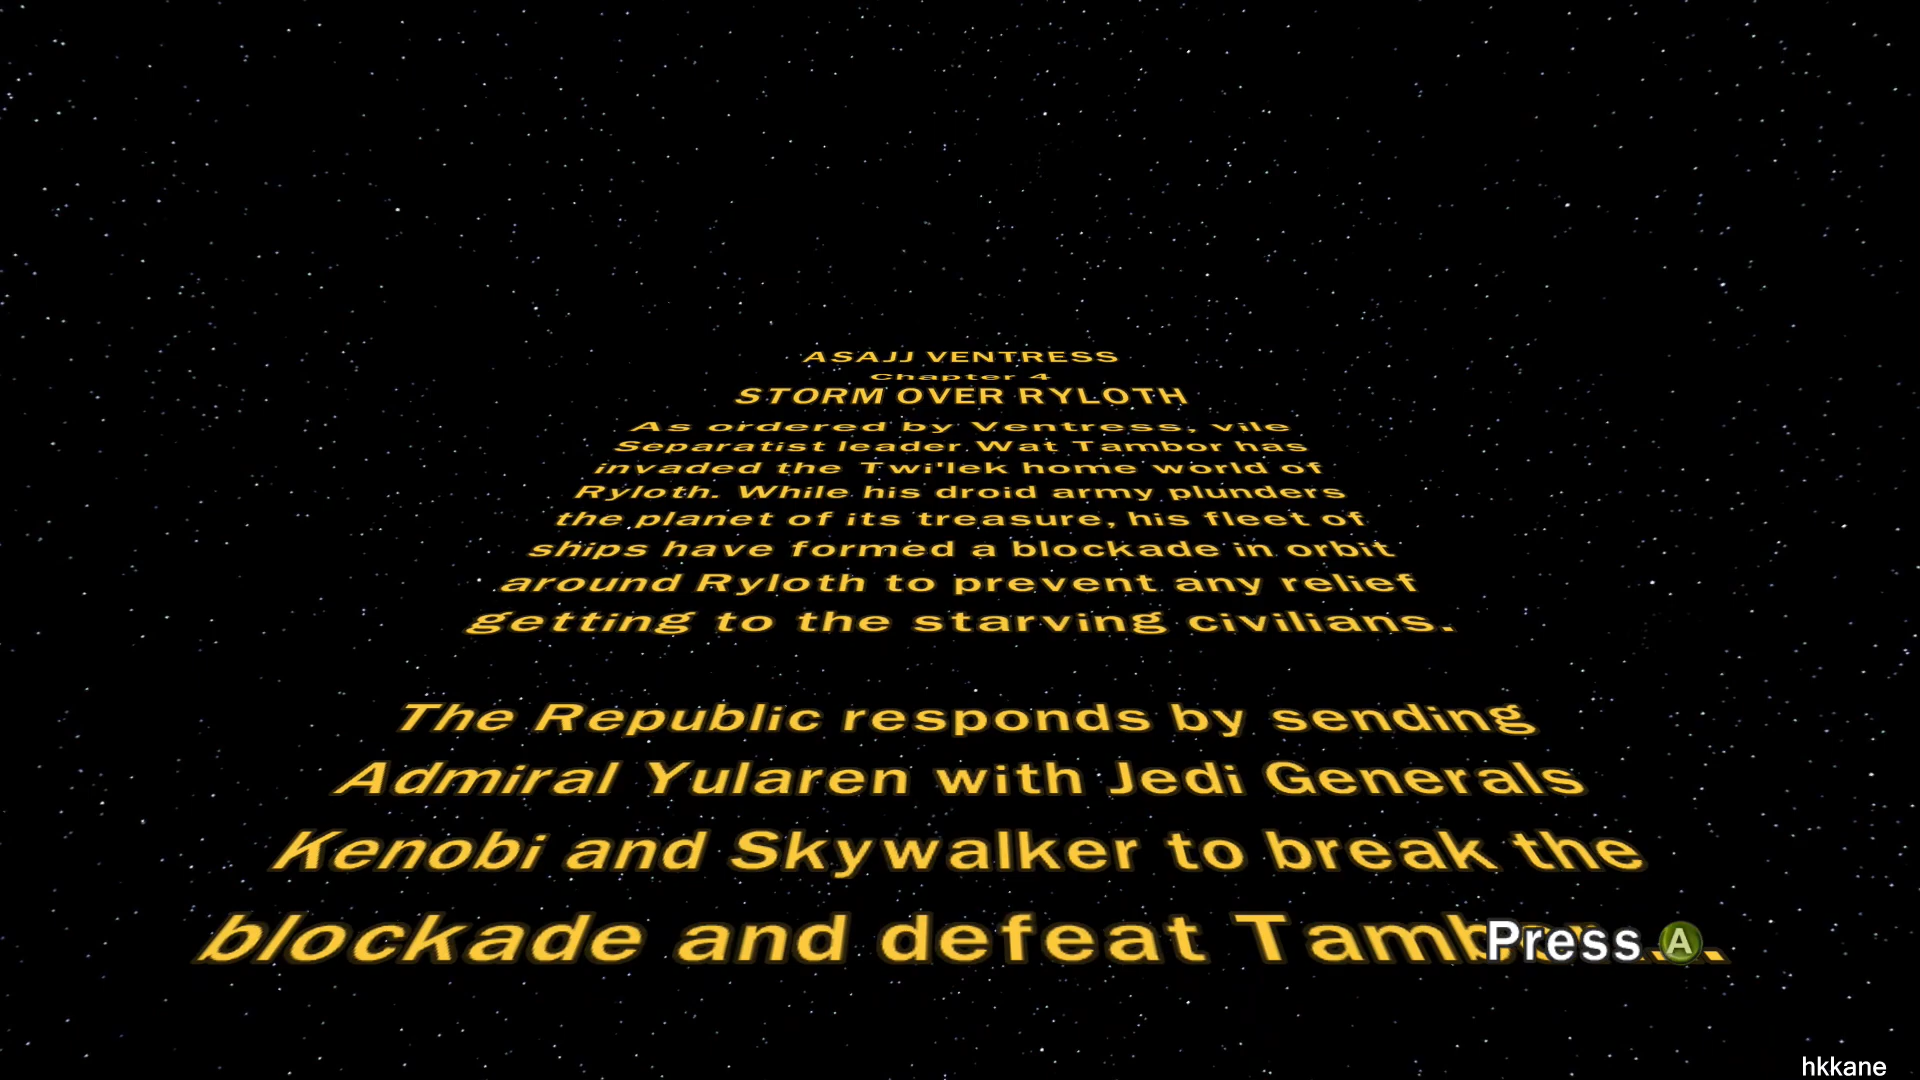 ASAJJ VENTRESS
Chapter 4
STORM OVER RYLOTH
As ordered by Ventress, vile
Separatist leader Wat Tambor has
invaded the Twi'lek home world of
Ryloth. While his droid army plunders
the planet of its treasure, his fleet of
ships have formed a blockade in orbit
around Ryloth to prevent any relief
getting to the starving civilians.
The Republic responds by sending
Admiral Yularen with Jedi Generals
Kenobi and Skywalker to break the
blockade and defeat
Press A
hkkane